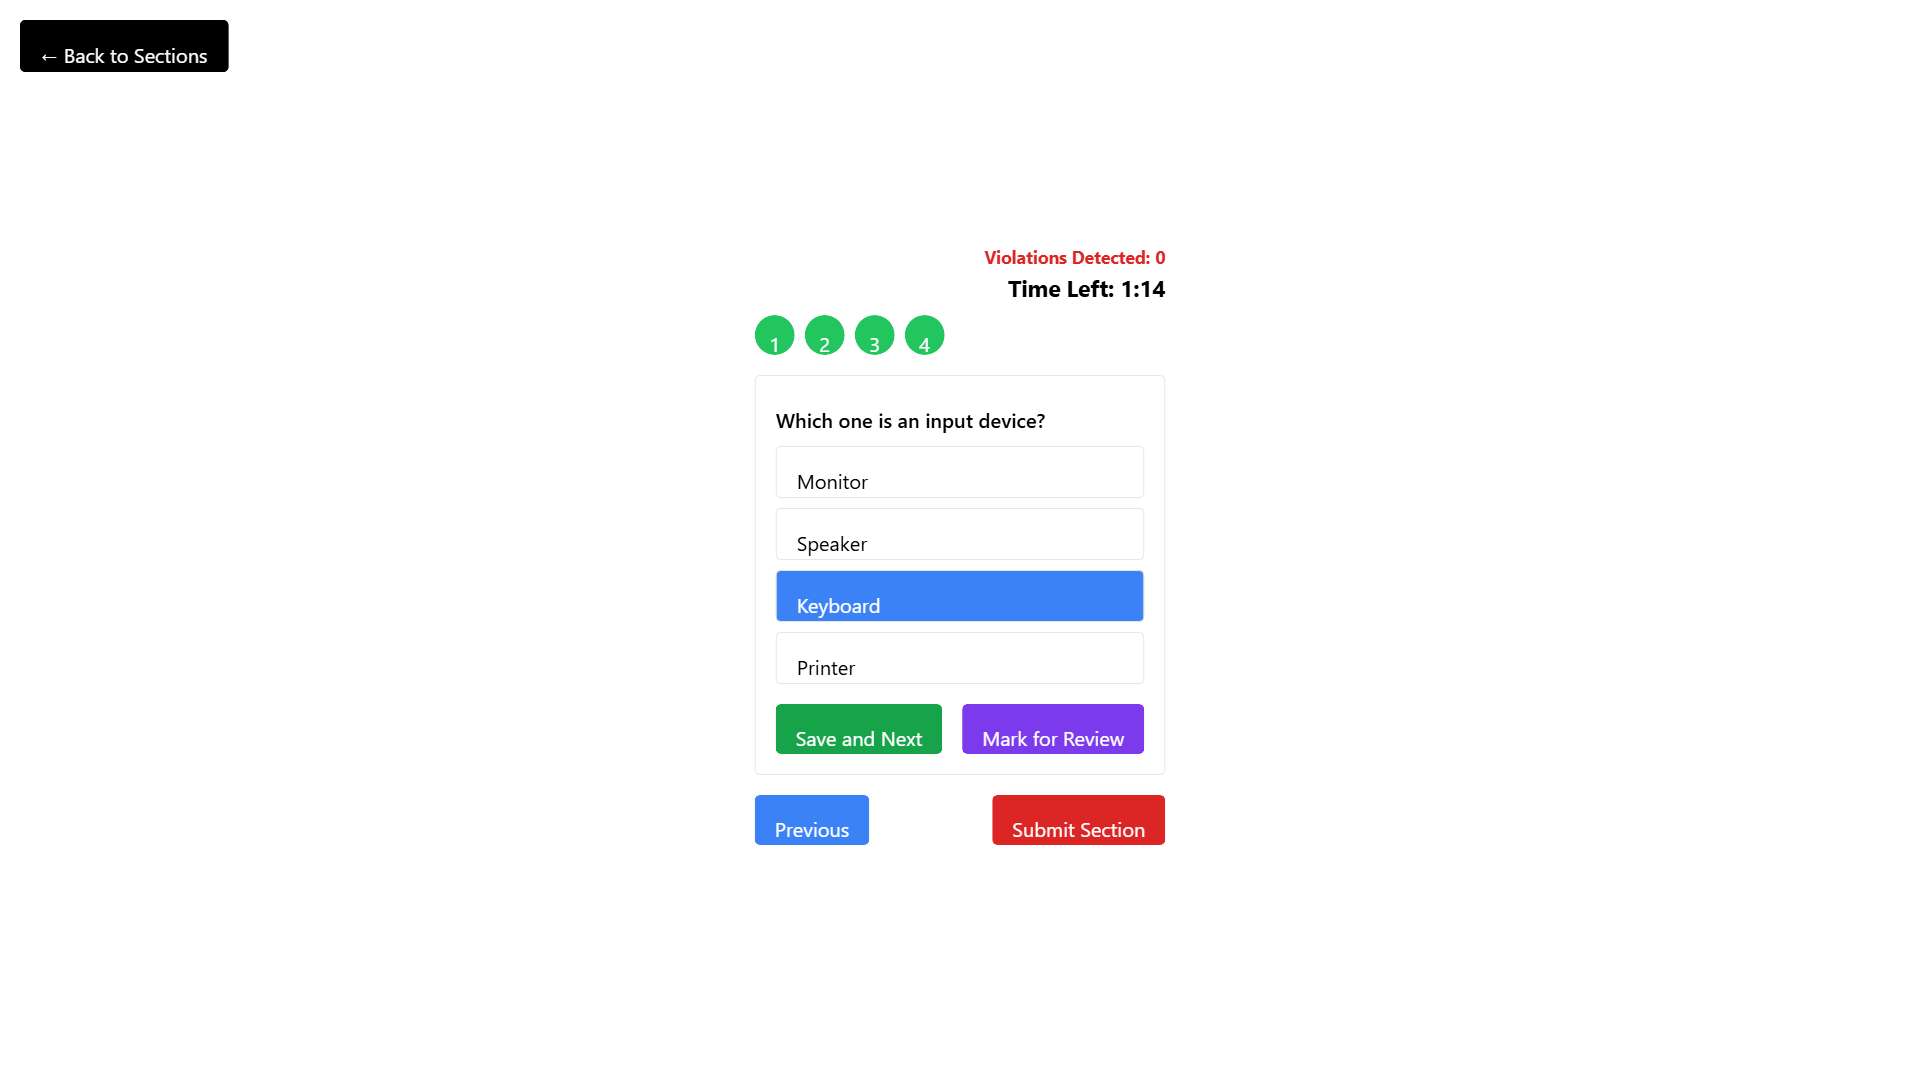 ← Back to Sections
Violations Detected: 0
Time Left: 1:14
1 2 3 4
Which one is an input device?
Monitor
Speaker
Keyboard
Printer
Save and Next Mark for Review
Previous Submit Section